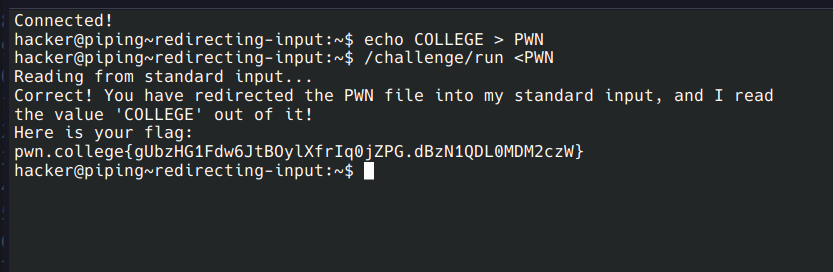 Connected!
hacker@piping~redirecting-input:~$ echo COLLEGE > PWN
hacker@piping~redirecting-input:~$ /challenge/run <PWN
Reading from standard input...
Correct! You have redirected the PWN file into my standard input, and I read
the value 'COLLEGE' out of it!
Here is your flag:
pwn.college{gUbzHG1Fdw6JtBOylXfrIq0jZPG.dBzN1QDL0MDM2czW}
hacker@piping~redirecting-input:~$